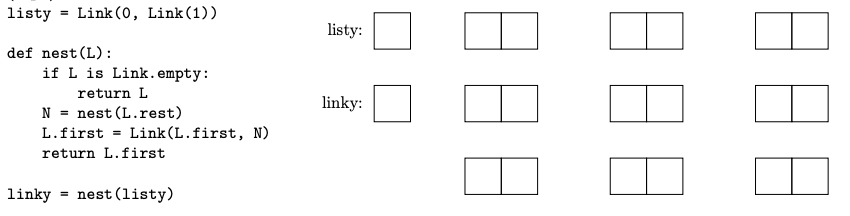 listy = Link(0, Link(1))
def nest(L):
    if L is Link.empty:
        return L
    N = nest(L.rest)
    L.first = Link(L.first, N)
    return L.first
linky = nest(listy)
listy:
linky: